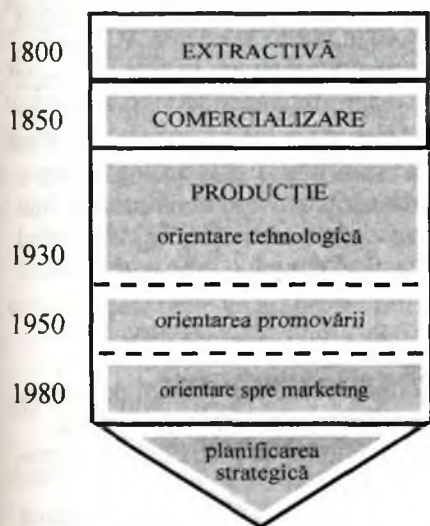 1800 EXTRACTIVĂ
1850 COMERCIALIZARE
PRODUCȚIE
orientare tehnologică
1930
1950 orientarea promovării
1980 orientare spre marketing
planificarea
strategică